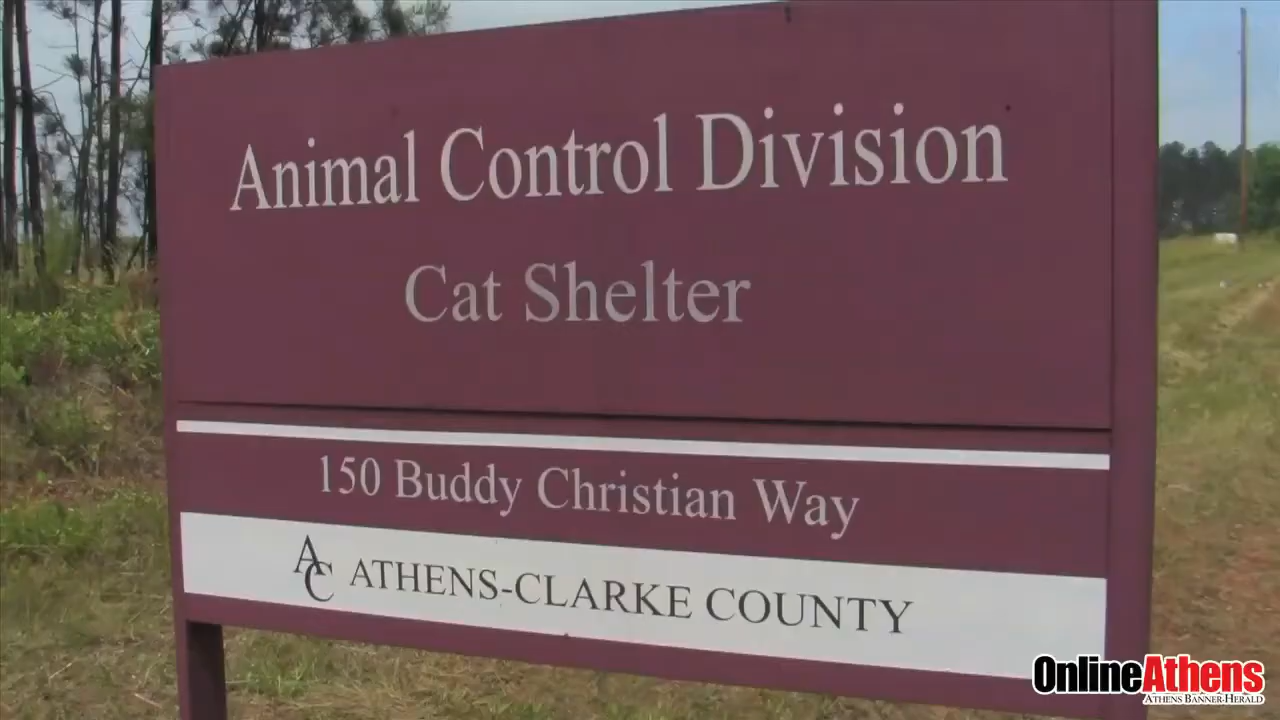 Animal Control Division
Cat Shelter
150 Buddy Christian Way
AC ATHENS-CLARKE COUNTY
OnlineAthens
ATHENS BANNER-HERALD